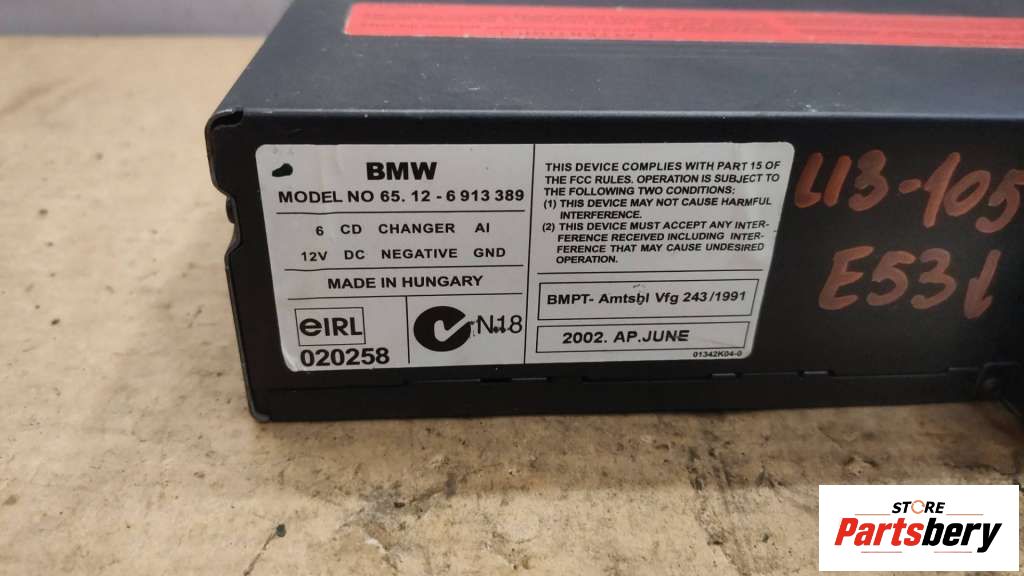 BMW
MODEL NO 65. 12 - 6 913 389
6 CD CHANGER AI
12V DC NEGATIVE GND
MADE IN HUNGARY
eIRL
020258
N18
THIS DEVICE COMPLIES WITH PART 15 OF
THE FCC RULES. OPERATION IS SUBJECT TO
THE FOLLOWING TWO CONDITIONS:
(1) THIS DEVICE MAY NOT CAUSE HARMFUL
INTERFERENCE.
(2) THIS DEVICE MUST ACCEPT ANY INTER-
FERENCE RECEIVED INCLUDING INTER-
FERENCE THAT MAY CAUSE UNDESIRED
OPERATION.
BMPT- Amtsbl Vfg 243/1991
2002. AP.JUNE
01342K04-0
L13-105
E53
STORE
Partsbery